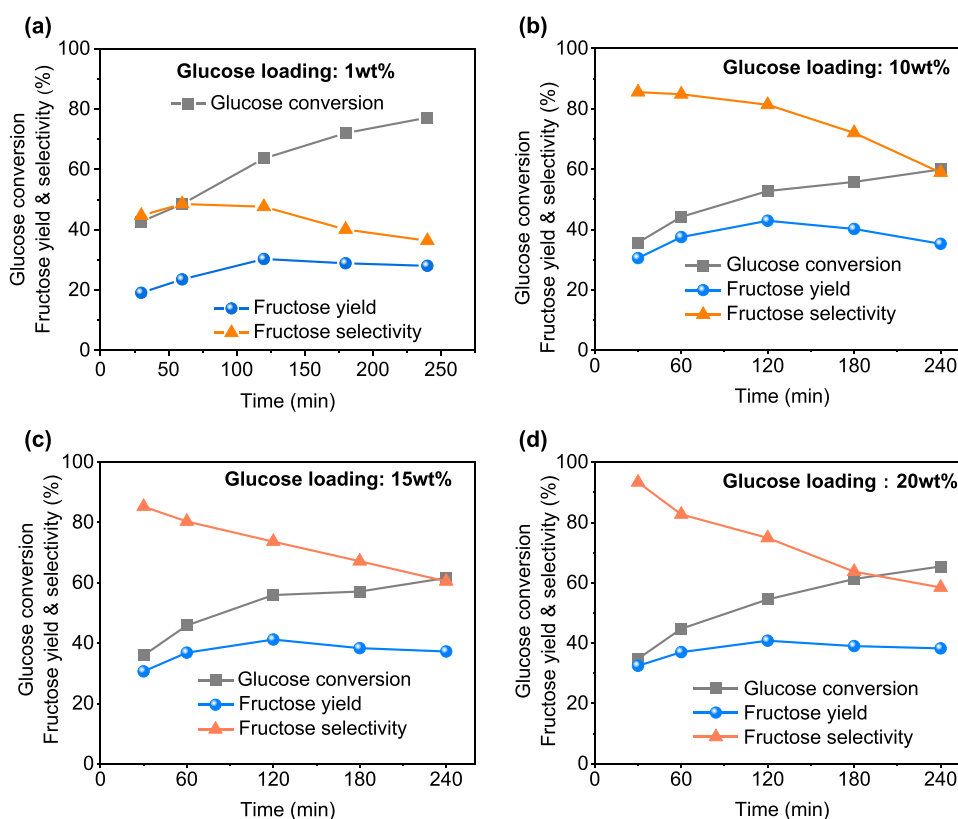 (a)
Glucose loading: 1wt%
Glucose conversion
Fructose yield
Fructose selectivity
Glucose conversion
Fructose yield & selectivity (%)
100
80
60
40
20
0
0 50 100 150 200 250
Time (min)
(b)
Glucose loading: 10wt%
Glucose conversion
Fructose yield
Fructose selectivity
Glucose conversion
Fructose yield & selectivity (%)
100
80
60
40
20
0
0 60 120 180 240
Time (min)
(c)
Glucose loading: 15wt%
Glucose conversion
Fructose yield
Fructose selectivity
Glucose conversion
Fructose yield & selectivity (%)
100
80
60
40
20
0
0 60 120 180 240
Time (min)
(d)
Glucose loading：20wt%
Glucose conversion
Fructose yield
Fructose selectivity
Glucose conversion
Fructose yield & selectivity (%)
100
80
60
40
20
0
0 60 120 180 240
Time (min)